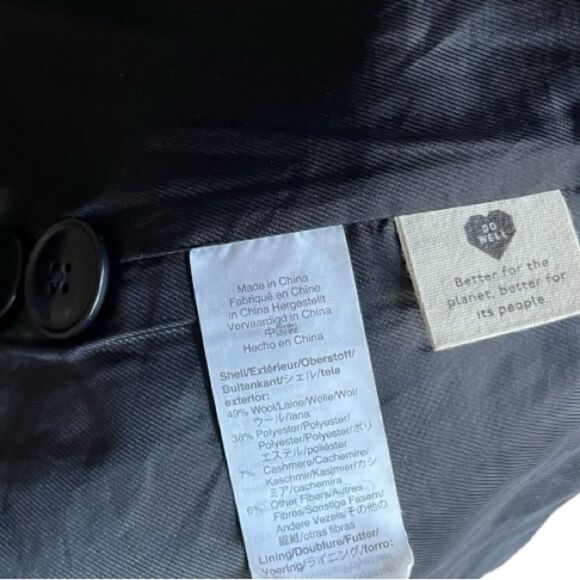 Made in China
Fabriqué en Chine
in China Hergestellt
Vervaardigd in China
中国製
Hecho en China
Shell/Extérieur/Oberstoff/
Buitenkant/シェル/tela
exterior:
49% Wool/Laine/Wolle/Wol/
ウール/lana
38% Polyester/Polyester/
Polyester/Polyester/ポリ
エステル/poliéster
7% Cashmere/Cachemire/
Kaschmir/Kasjmier/カシ
ミア/cachemira
6% Other Fibers/Autres
Fibres/Sonstige Fasern/
Andere Vezels/その他の
繊維/otras fibras
Lining/Doublure/Futter/
Voering/ライニング/forro:
DO
WELL
Better for the
planet, better for
its people